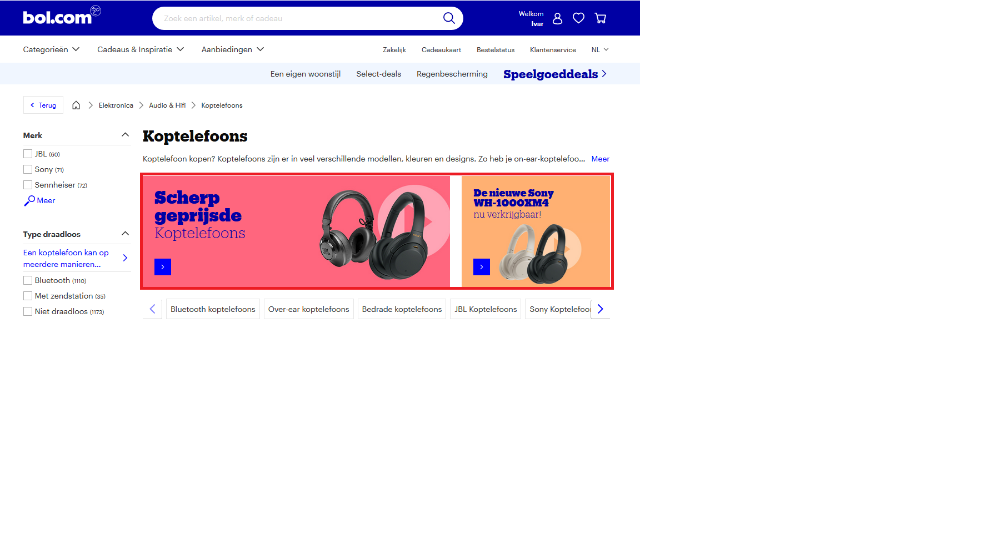 bol.com
Zoek een artikel, merk of cadeau
Welkom
Ivar
Categorieën
Cadeaus & Inspiratie
Aanbiedingen
Zakelijk
Cadeaukaart
Bestelstatus
Klantenservice
NL
Een eigen woonstijl
Select-deals
Regenbescherming
Speelgoeddeals
Terug
Elektronica
Audio & Hifi
Koptelefoons
Merk
JBL (60)
Sony (71)
Sennheiser (72)
Meer
Type draadloos
Een koptelefoon kan op
meerdere manieren...
Bluetooth (1110)
Met zendstation (35)
Niet draadloos (1173)
Koptelefoons
Koptelefoon kopen? Koptelefoons zijn er in veel verschillende modellen, kleuren en designs. Zo heb je on-ear-koptelefoo... Meer
Scherp
geprijsde
Koptelefoons
JBL
SONY
De nieuwe Sony
WH-1000XM4
nu verkrijgbaar!
Bluetooth koptelefoons
Over-ear koptelefoons
Bedrade koptelefoons
JBL Koptelefoons
Sony Koptelefoo